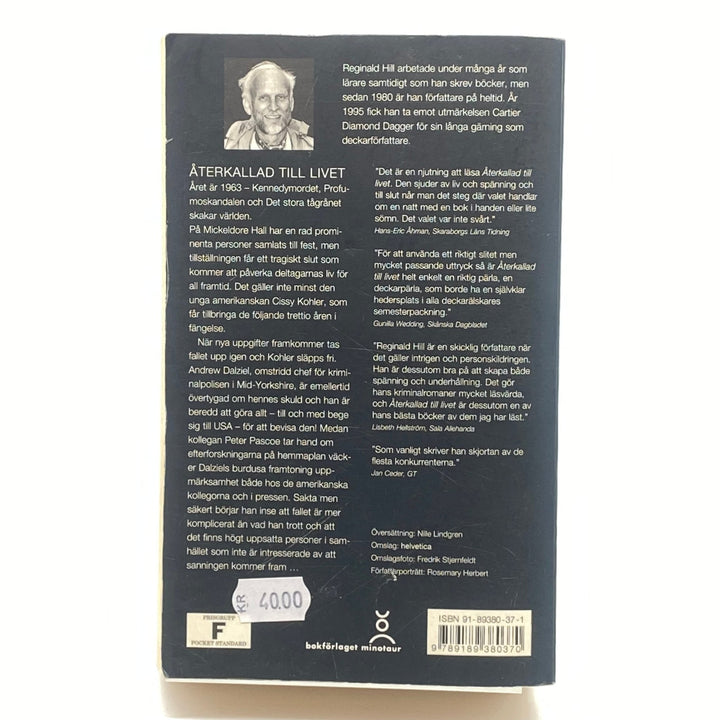 Reginald Hill arbetade under många år som
lärare samtidigt som han skrev böcker, men
sedan 1980 är han författare på heltid. År
1995 fick han ta emot utmärkelsen Cartier
Diamond Dagger för sin långa gärning som
deckarförfattare.
ÅTERKALLAD TILL LIVET
Året är 1963 – Kennedymordet, Profu-
moskandalen och Det stora tågrånet
skakar världen.
På Mickeldore Hall har en rad promi-
nenta personer samlats till fest, men
tillställningen får ett tragiskt slut som
kommer att påverka deltagarnas liv för
all framtid. Det gäller inte minst den
unga amerikanskan Cissy Kohler, som
får tillbringa de följande trettio åren i
fängelse.
När nya uppgifter framkommer tas
fallet upp igen och Kohler släpps fri.
Andrew Dalziel, omstridd chef för krimi-
nalpolisen i Mid-Yorkshire, är emellertid
övertygad om hennes skuld och han är
beredd att göra allt – till och med bege
sig till USA – för att bevisa den! Medan
kollegan Peter Pascoe tar hand om
efterforskningarna på hemmaplan väck-
er Dalziels burdusa framtoning upp-
märksamhet både hos de amerikanska
kollegorna och i pressen. Sakta men
säkert börjar han inse att fallet är mer
komplicerat än vad han trott och att
det finns högt uppsatta personer i sam-
hället som inte är intresserade av att
sanningen kommer fram ...
"Det är en njutning att läsa Återkallad till
livet. Den sjuder av liv och spänning och
till slut når man det steg där valet handlar
om en natt med en bok i handen eller lite
sömn. Det valet var inte svårt."
Hans-Eric Åhman, Skaraborgs Läns Tidning
"För att använda ett riktigt slitet men
mycket passande uttryck så är Återkallad
till livet helt enkelt en riktig pärla, en
deckarpärla, som borde ha en självklar
hedersplats i alla deckarälskares
semesterpackning."
Gunilla Wedding, Skånska Dagbladet
"Reginald Hill är en skicklig författare när
det gäller intrigen och personskildringen.
Han är dessutom bra på att skapa både
spänning och underhållning. Det gör
hans kriminalromaner mycket läsvärda,
och Återkallad till livet är dessutom en av
hans bästa böcker av dem jag har läst."
Lisbeth Hellström, Sala Allehanda
"Som vanligt skriver han skjortan av de
flesta konkurrenterna."
Jan Ceder, GT
Översättning: Nille Lindgren
Omslag: helvetica
Omslagsfoto: Fredrik Stjernfeldt
Författarporträtt: Rosemary Herbert
KR 40.00
PRISGRUPP
F
POCKET STANDARD
bokförlaget minotaur
ISBN 91-89380-37-1
9 789189 380370